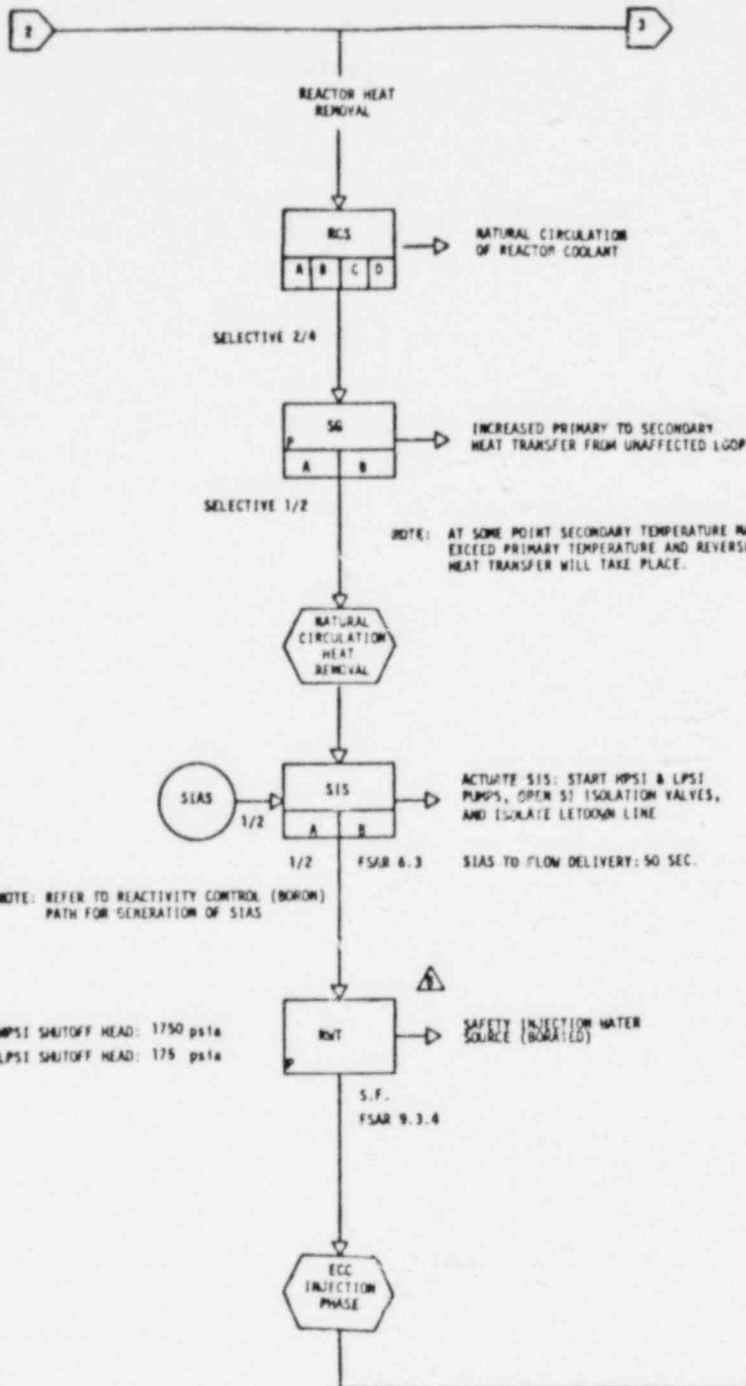 2
3
REACTOR HEAT
REMOVAL
RCS
A B C D
NATURAL CIRCULATION
OF REACTOR COOLANT
SELECTIVE 2/4
SG
P
A B
INCREASED PRIMARY TO SECONDARY
HEAT TRANSFER FROM UNAFFECTED LOOP
SELECTIVE 1/2
NOTE: AT SOME POINT SECONDARY TEMPERATURE MA
EXCEED PRIMARY TEMPERATURE AND REVERSE
HEAT TRANSFER WILL TAKE PLACE.
NATURAL
CIRCULATION
HEAT
REMOVAL
SIAS
1/2
SIS
A B
ACTUATE SIS: START HPSI & LPSI
PUMPS, OPEN SI ISOLATION VALVES,
AND ISOLATE LETDOWN LINE
1/2 FSAR 6.3
SIAS TO FLOW DELIVERY: 50 SEC.
NOTE: REFER TO REACTIVITY CONTROL (BORON)
PATH FOR GENERATION OF SIAS
HPSI SHUTOFF HEAD: 1750 psia
LPSI SHUTOFF HEAD: 175 psia
RWT
P
SAFETY INJECTION WATER
SOURCE (BORATED)
S.F.
FSAR 9.3.4
ECC
INJECTION
PHASE